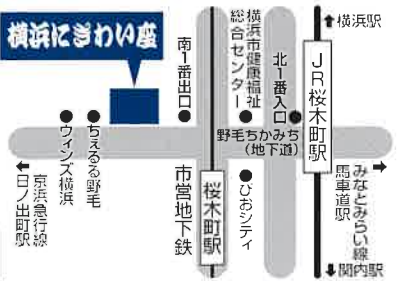 横浜にぎわい座
南1番出口
横浜市健康福祉
総合センター
北1番入口
JR桜木町駅
↑横浜駅
野毛ちかみち
(地下道)
ウィンズ横浜
ちぇるる野毛
市営地下鉄
桜木町駅
ぴおシティ
←
京浜急行線
日ノ出町駅
→
みなとみらい線
馬車道駅
↓関内駅